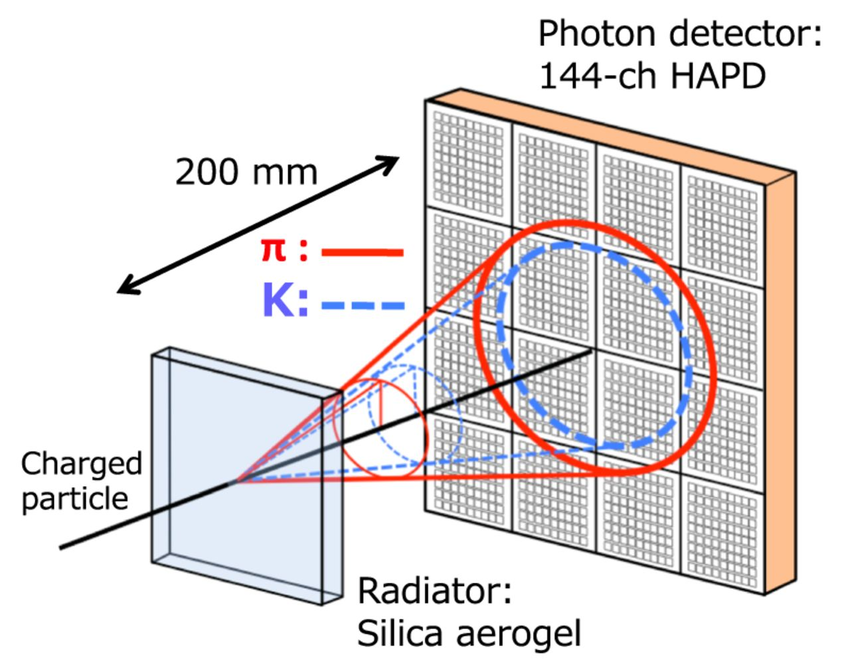 Photon detector:
144-ch HAPD
200 mm
π :
K:
Charged
particle
Radiator:
Silica aerogel